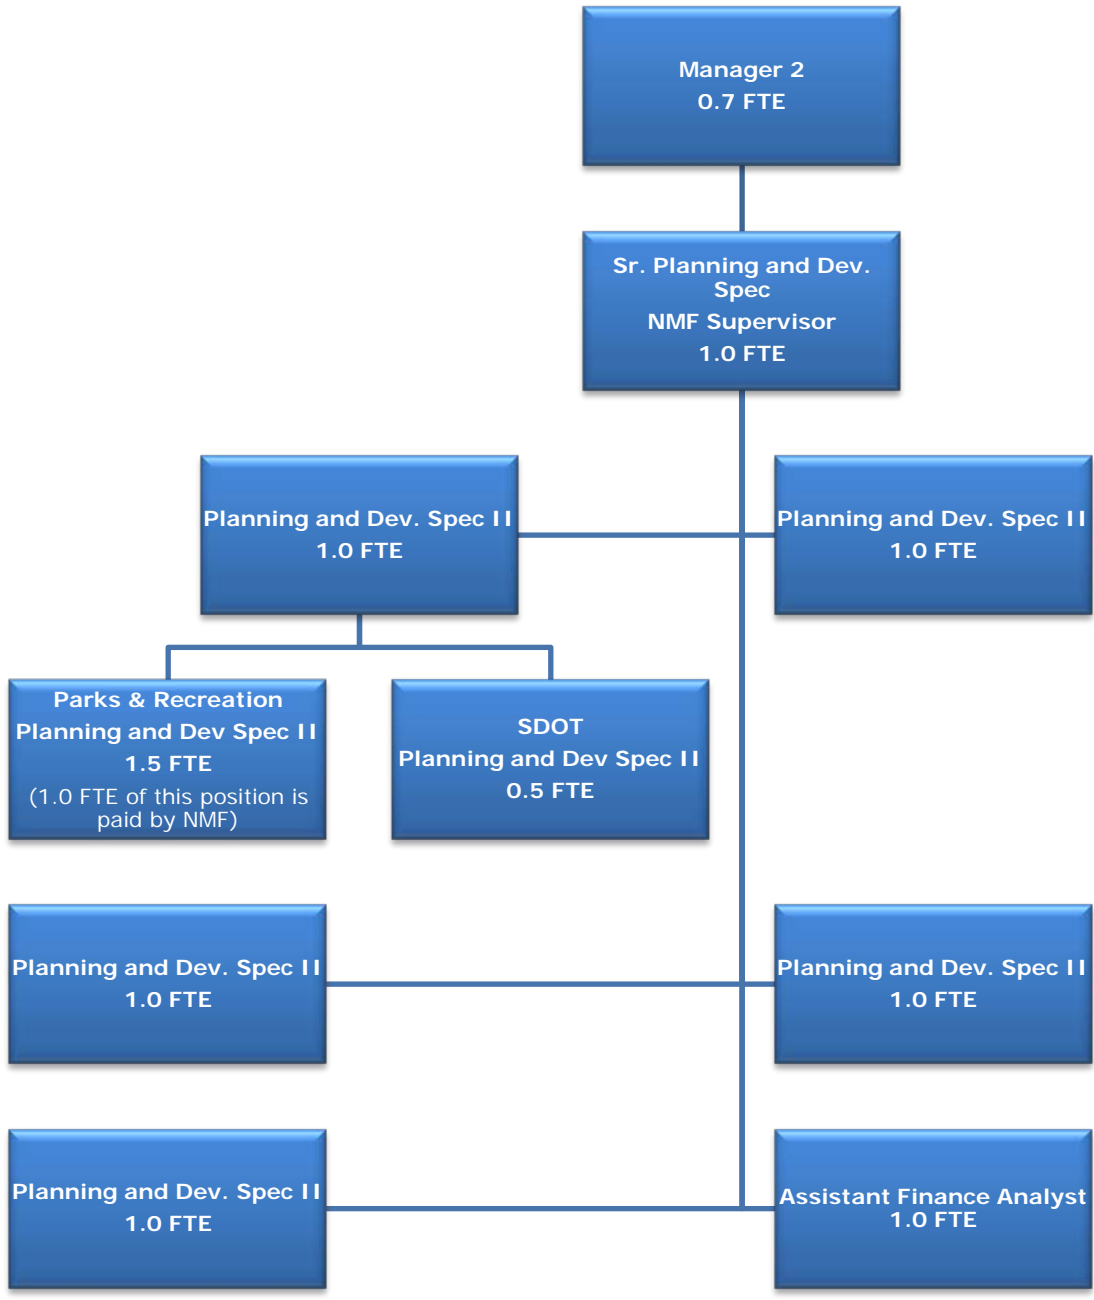 Manager 2
0.7 FTE
Sr. Planning and Dev.
Spec
NMF Supervisor
1.0 FTE
Planning and Dev. Spec II
1.0 FTE
Planning and Dev. Spec II
1.0 FTE
Parks & Recreation
Planning and Dev Spec II
1.5 FTE
(1.0 FTE of this position is
paid by NMF)
SDOT
Planning and Dev Spec II
0.5 FTE
Planning and Dev. Spec II
1.0 FTE
Planning and Dev. Spec II
1.0 FTE
Planning and Dev. Spec II
1.0 FTE
Assistant Finance Analyst
1.0 FTE